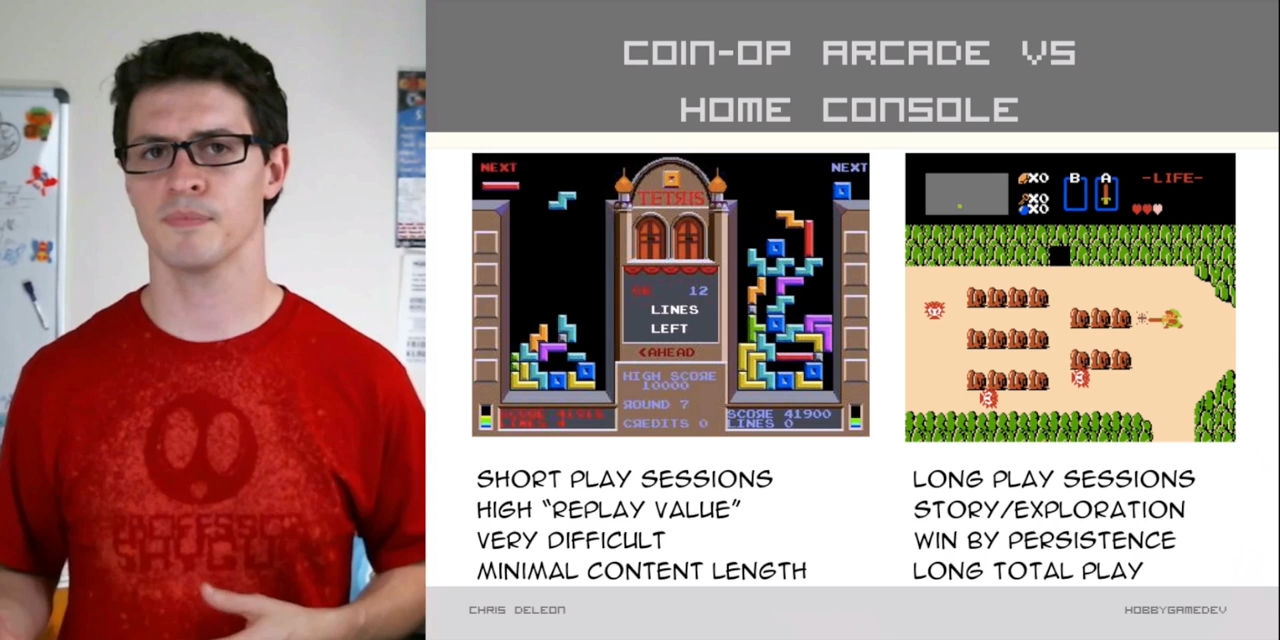 COIN-OP ARCADE VS
HOME CONSOLE
NEXT
NEXT
TETRIS
12
LINES
LEFT
<AHEAD
HIGH SCORE
10000
ROUND 7
CREDITS 0
SCORE 41900
LINES 0
X0
X0
X0
B A
-LIFE-
SHORT PLAY SESSIONS
HIGH “REPLAY VALUE”
VERY DIFFICULT
MINIMAL CONTENT LENGTH
LONG PLAY SESSIONS
STORY/EXPLORATION
WIN BY PERSISTENCE
LONG TOTAL PLAY
CHRIS DELEON
HOBBYGAMEDEV